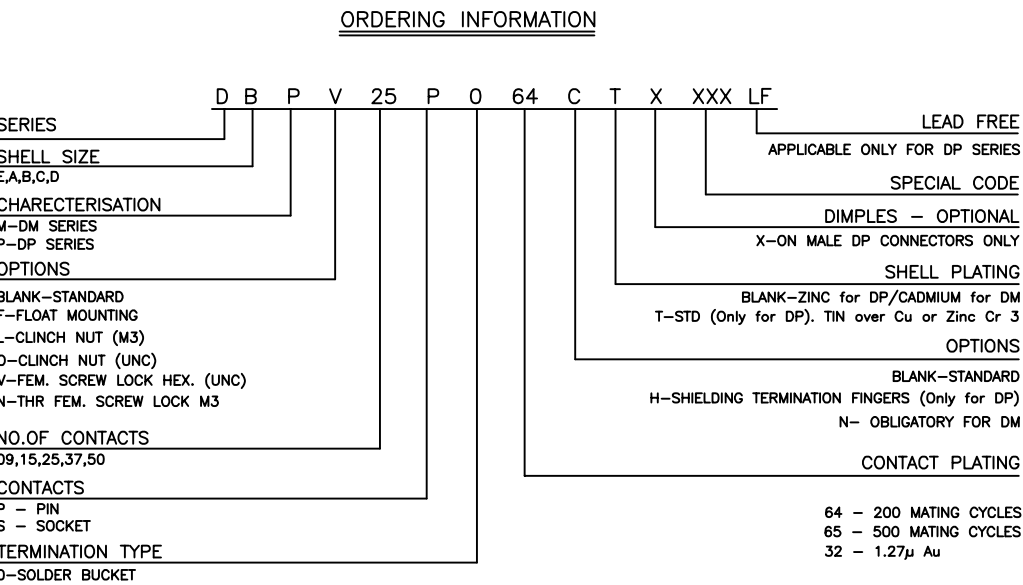 ORDERING INFORMATION
D B P V 25 P O 64 C T X XXX LF
SERIES
SHELL SIZE
E,A,B,C,D
CHARECTERISATION
M-DM SERIES
P-DP SERIES
OPTIONS
BLANK-STANDARD
F-FLOAT MOUNTING
L-CLINCH NUT (M3)
O-CLINCH NUT (UNC)
V-FEM. SCREW LOCK HEX. (UNC)
N-THR FEM. SCREW LOCK M3
NO.OF CONTACTS
09,15,25,37,50
CONTACTS
P - PIN
S - SOCKET
TERMINATION TYPE
O-SOLDER BUCKET
LEAD FREE
APPLICABLE ONLY FOR DP SERIES
SPECIAL CODE
DIMPLES - OPTIONAL
X-ON MALE DP CONNECTORS ONLY
SHELL PLATING
BLANK-ZINC for DP/CADMIUM for DM
T-STD (Only for DP). TIN over Cu or Zinc Cr 3
OPTIONS
BLANK-STANDARD
H-SHIELDING TERMINATION FINGERS (Only for DP)
N- OBLIGATORY FOR DM
CONTACT PLATING
64 - 200 MATING CYCLES
65 - 500 MATING CYCLES
32 - 1.27µ Au